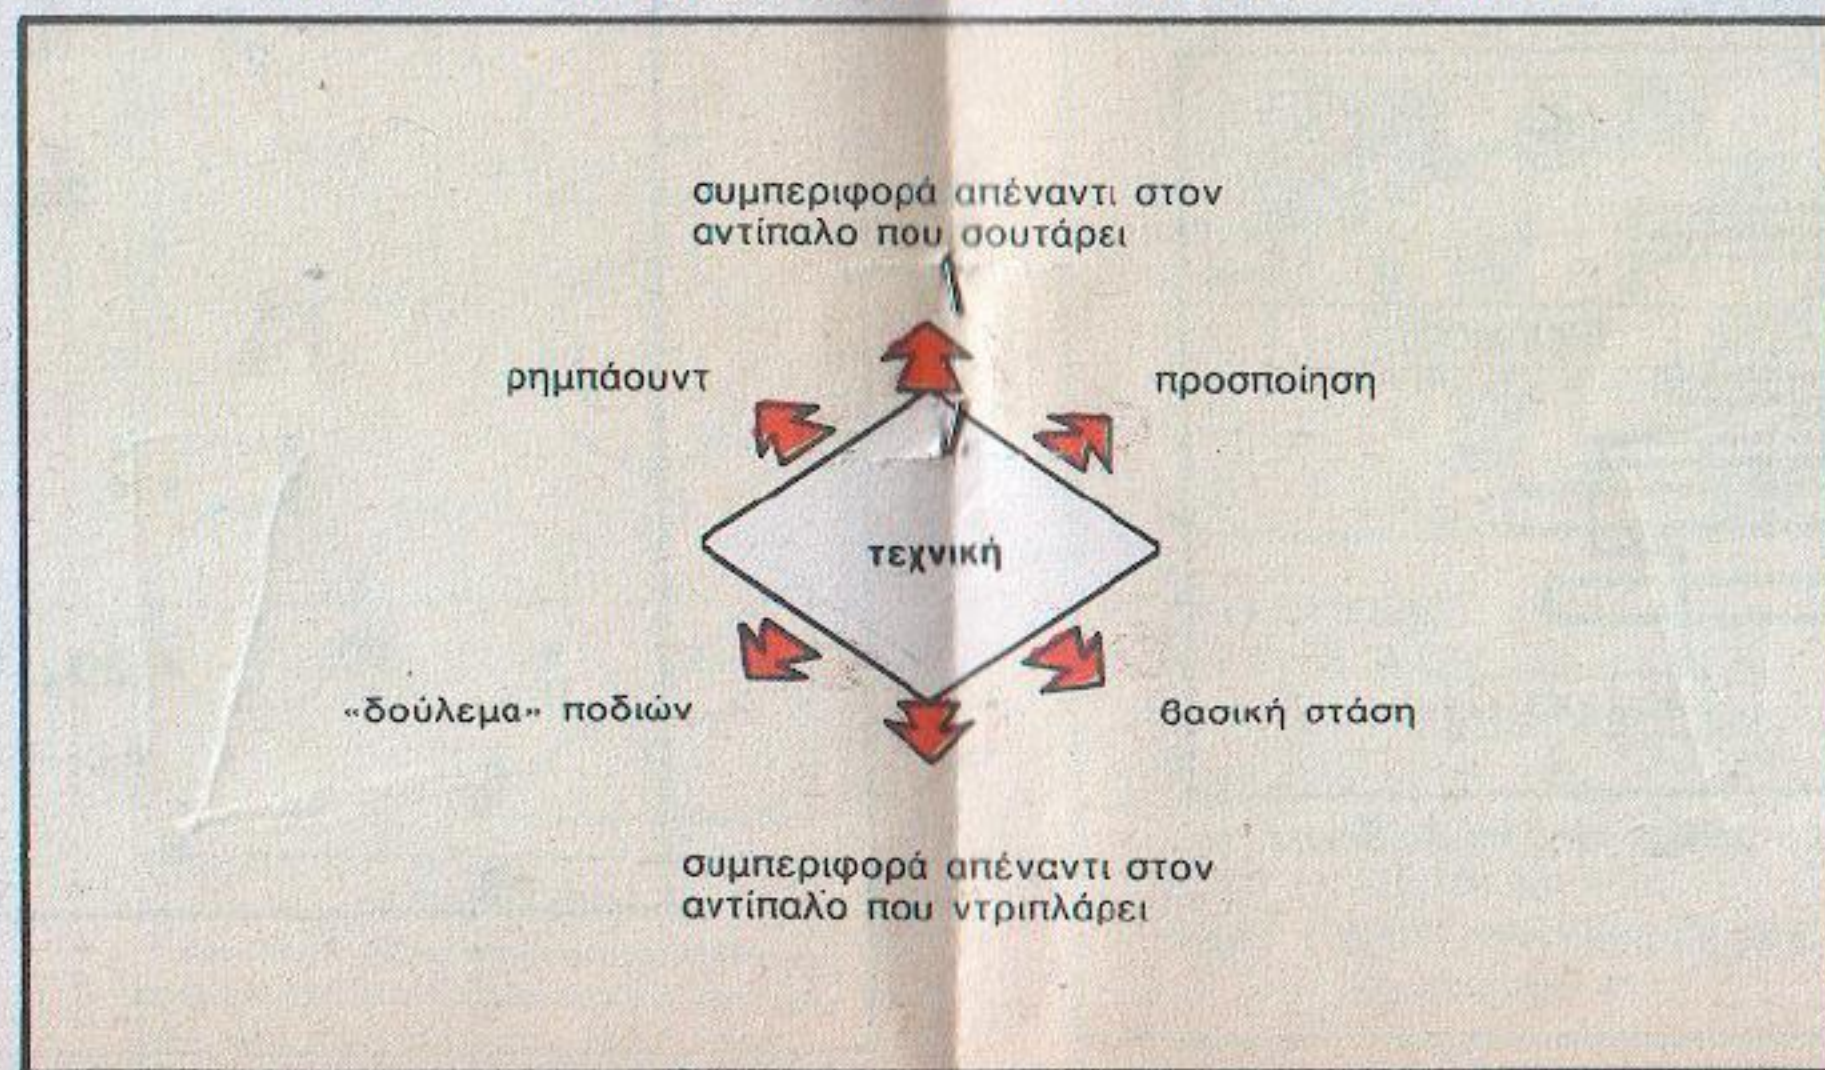 συμπεριφορά απέναντι στον
αντίπαλο που σουτάρει
ρημπάουντ
προσποίηση
τεχνική
«δούλεμα» ποδιών
βασική στάση
συμπεριφορά απέναντι στον
αντίπαλο που ντριπλάρει